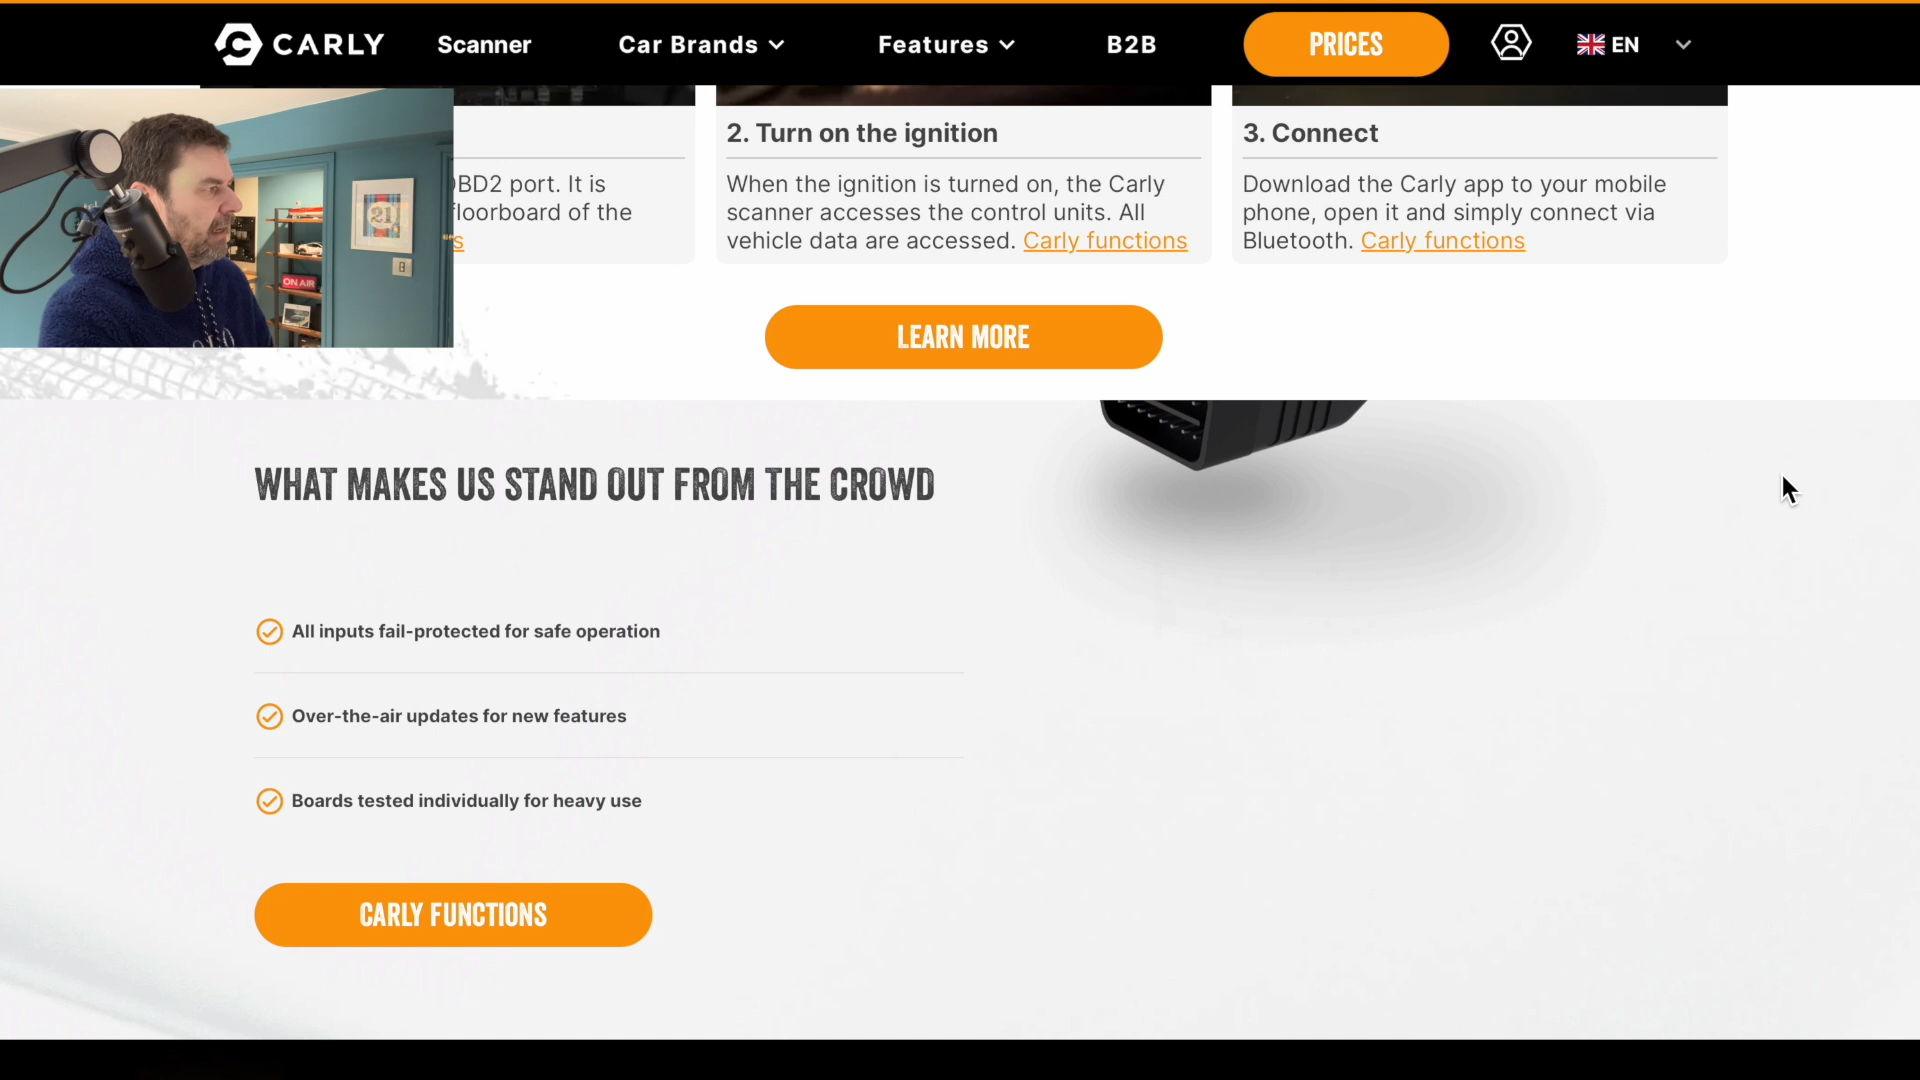 CARLY
Scanner
Car Brands
Features
B2B
PRICES
EN
BD2 port. It is
loorboard of the
s
2. Turn on the ignition
When the ignition is turned on, the Carly
scanner accesses the control units. All
vehicle data are accessed. Carly functions
3. Connect
Download the Carly app to your mobile
phone, open it and simply connect via
Bluetooth. Carly functions
21
ON AIR
LEARN MORE
WHAT MAKES US STAND OUT FROM THE CROWD
All inputs fail-protected for safe operation
Over-the-air updates for new features
Boards tested individually for heavy use
CARLY FUNCTIONS